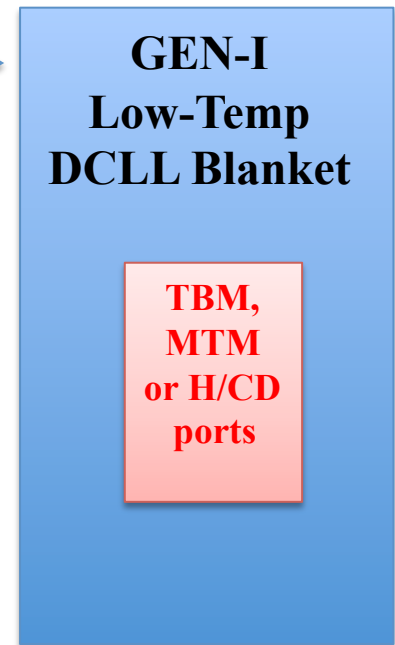 GEN-I
Low-Temp
DCLL Blanket
TBM,
MTM
or H/CD
ports